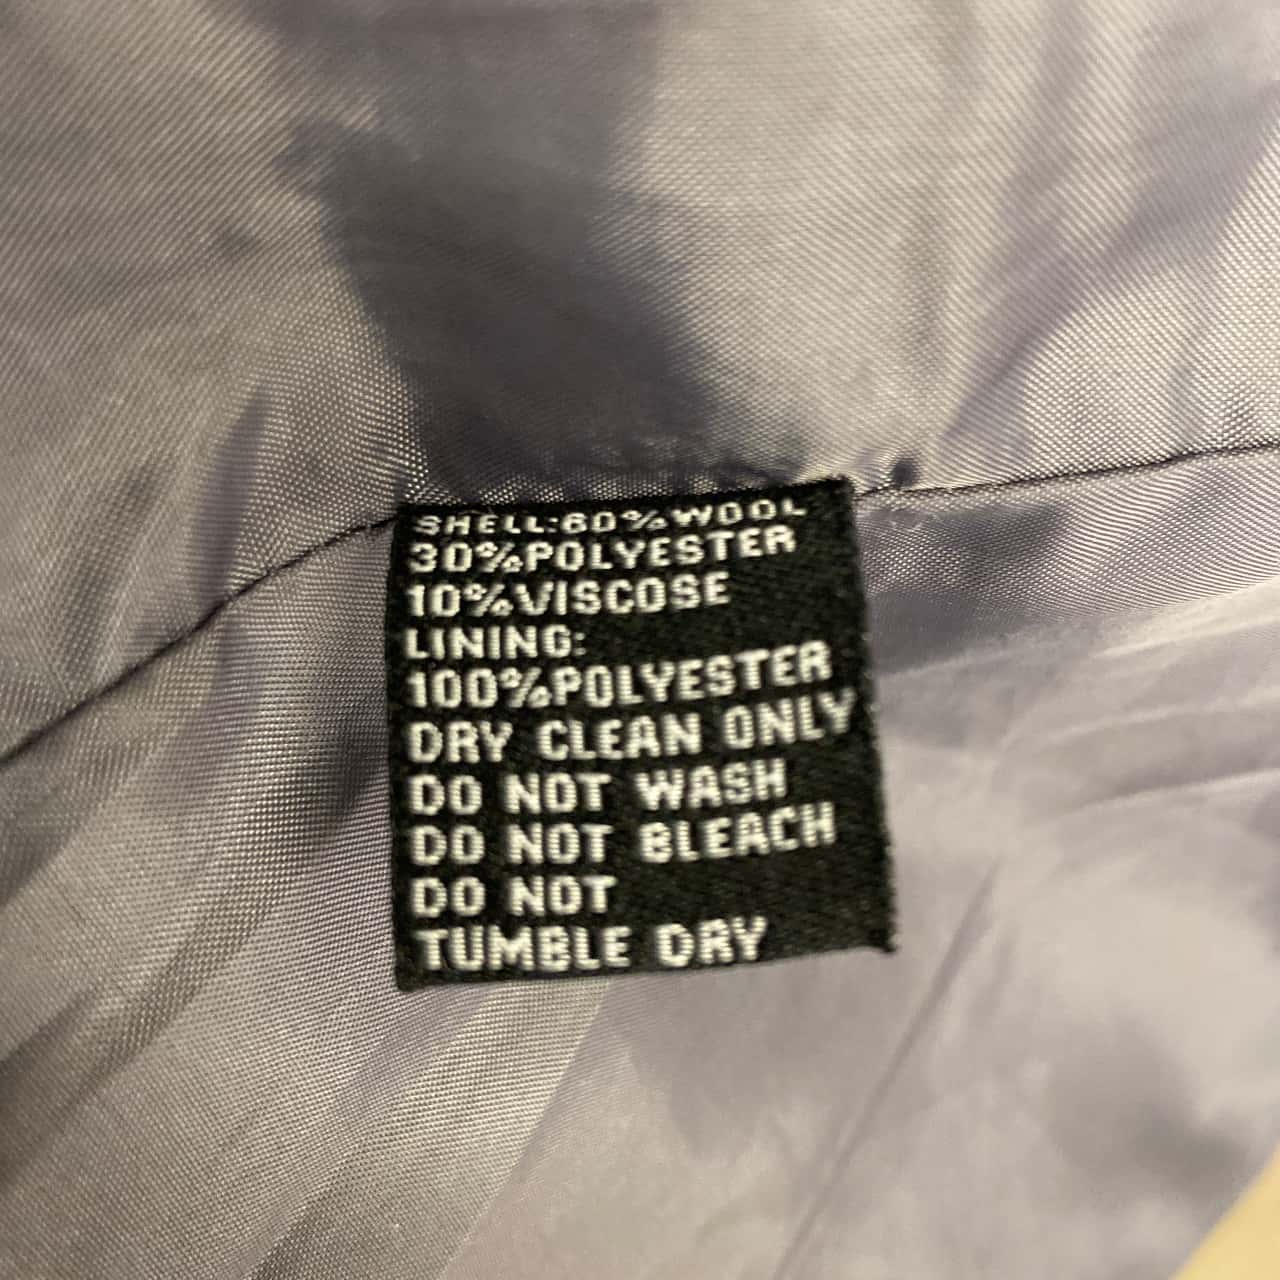 SHELL:60%WOOL
30%POLYESTER
10%VISCOSE
LINING:
100%POLYESTER
DRY CLEAN ONLY
DO NOT WASH
DO NOT BLEACH
DO NOT
TUMBLE DRY